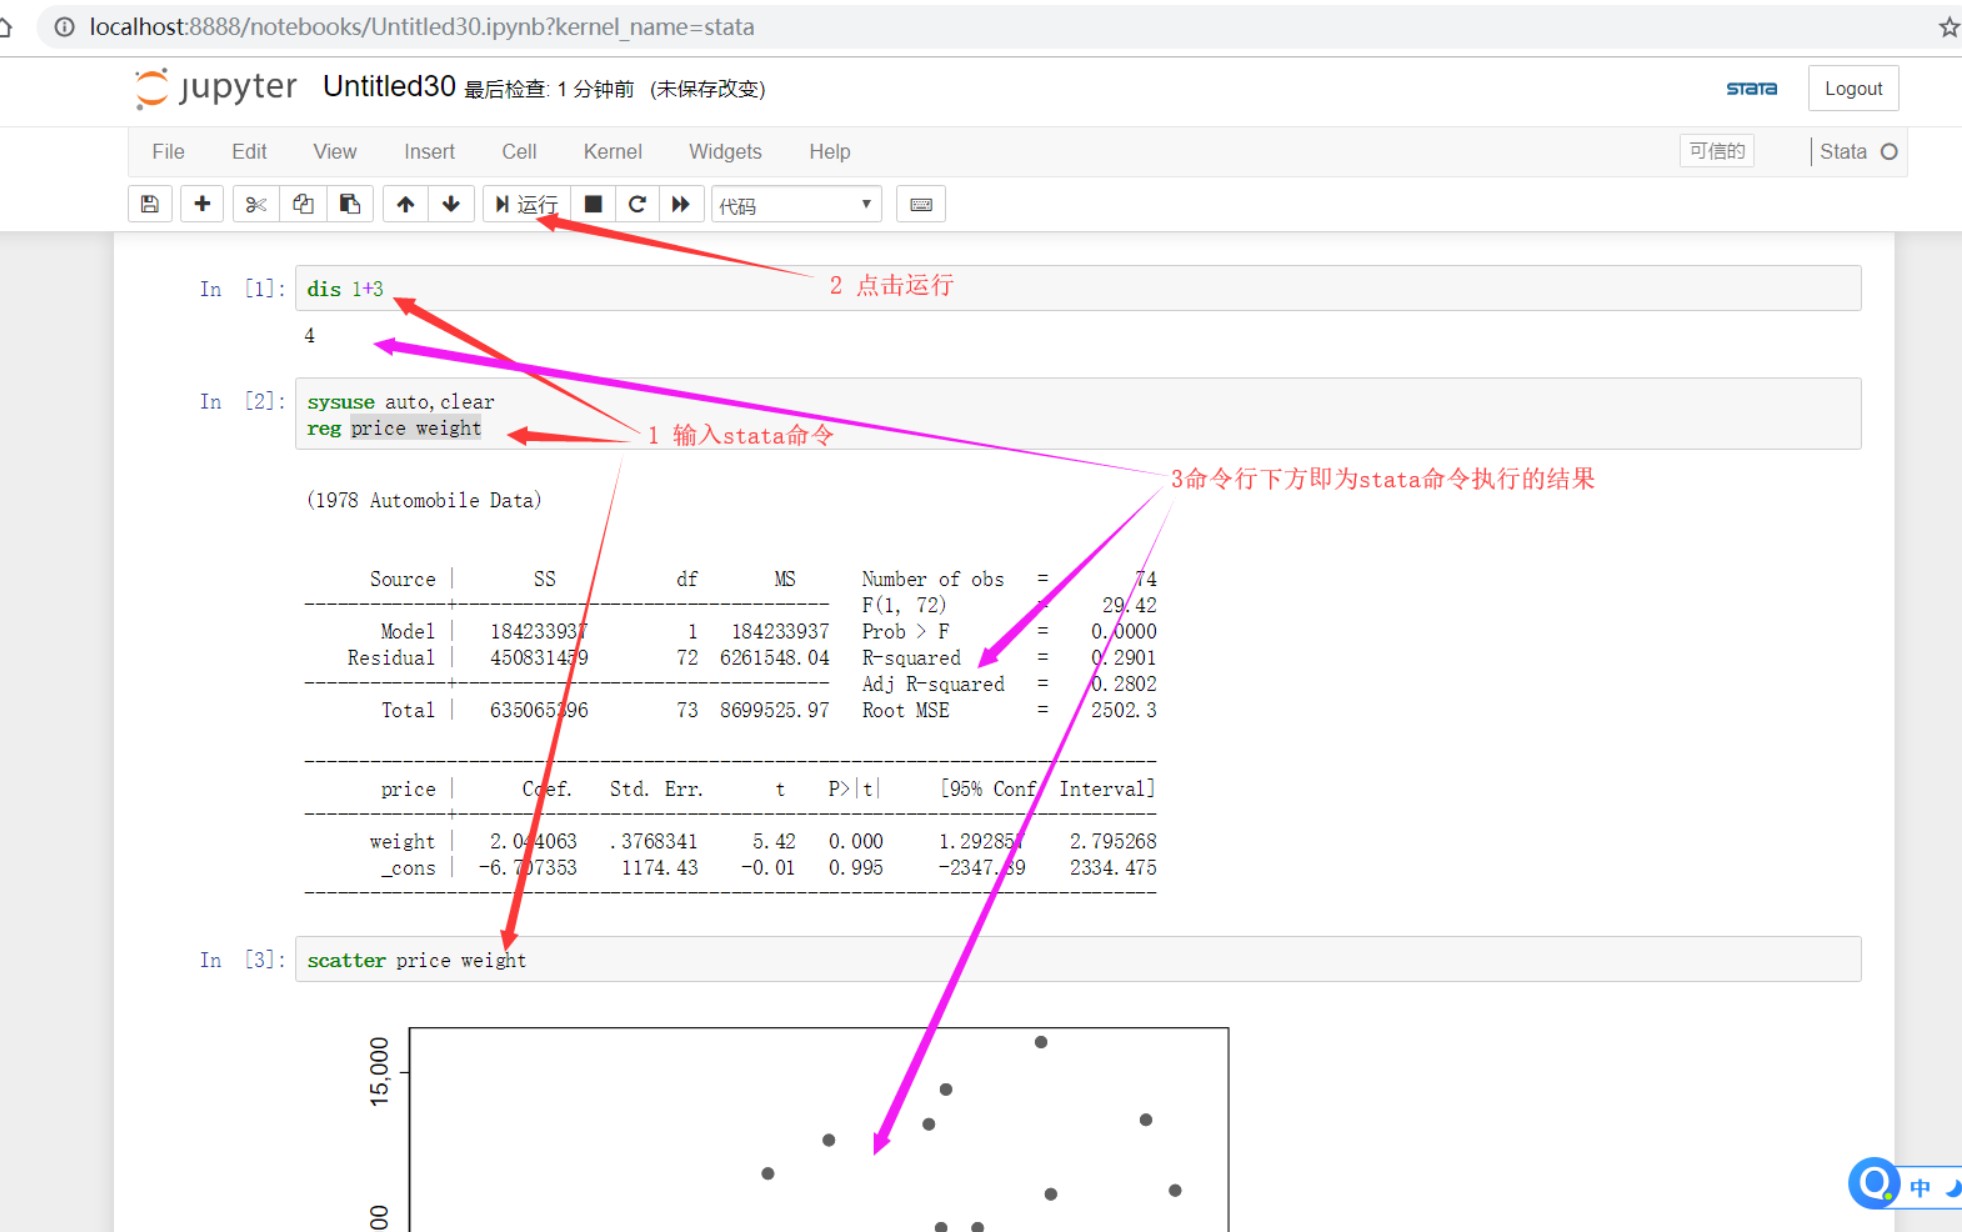 localhost:8888/notebooks/Untitled30.ipynb?kernel_name=stata
jupyter Untitled30 最后检查: 1 分钟前 (未保存改变) stata Logout
File Edit View Insert Cell Kernel Widgets Help 可信的 Stata
运行 代码
2 点击运行
In [1]: dis 1+3
4
In [2]: sysuse auto,clear
reg price weight
1 输入stata命令
3命令行下方即为stata命令执行的结果
(1978 Automobile Data)
Source | SS df MS Number of obs = 74
-------------+---------------------------------- F(1, 72) = 29.42
Model | 184233937 1 184233937 Prob > F = 0.0000
Residual | 450831459 72 6261548.04 R-squared = 0.2901
-------------+---------------------------------- Adj R-squared = 0.2802
Total | 635065396 73 8699525.97 Root MSE = 2502.3
------------------------------------------------------------------------------
price | Coef. Std. Err. t P>|t| [95% Conf. Interval]
-------------+----------------------------------------------------------------
weight | 2.044063 .3768341 5.42 0.000 1.292857 2.795268
_cons | -6.707353 1174.43 -0.01 0.995 -2347.89 2334.475
------------------------------------------------------------------------------
In [3]: scatter price weight
15,000
00
中